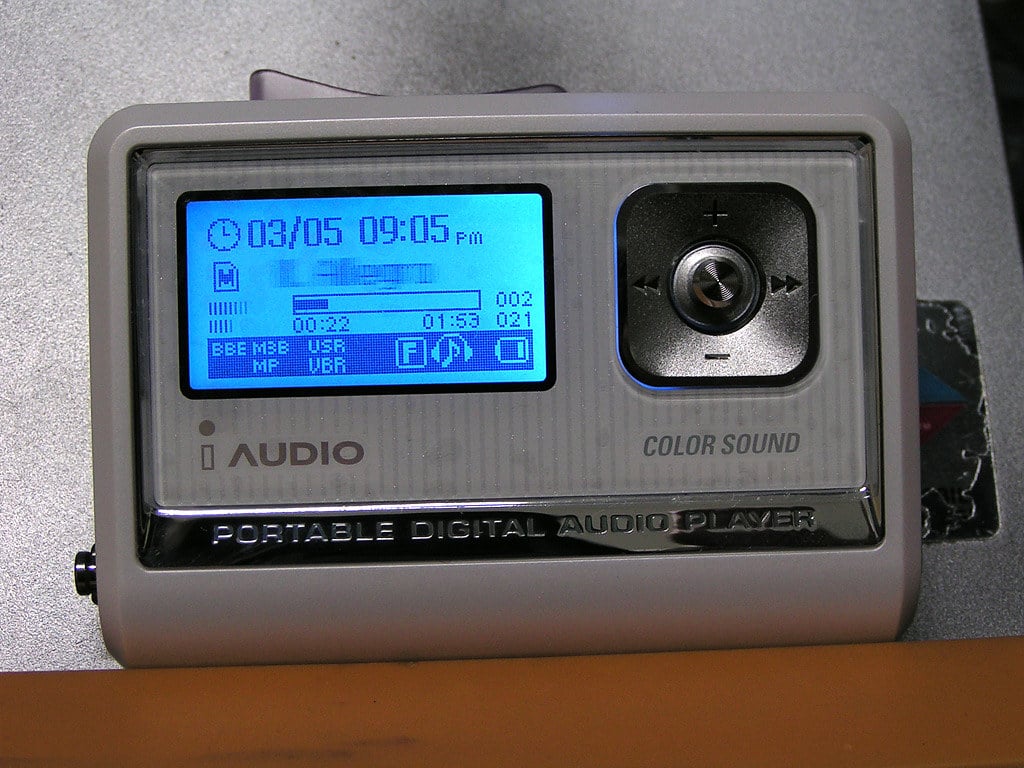 03/05 09:05 PM
M
002
00:22 01:53 021
BBE M3B USR F
MP VBR
+
−
i AUDIO
COLOR SOUND
PORTABLE DIGITAL AUDIO PLAYER